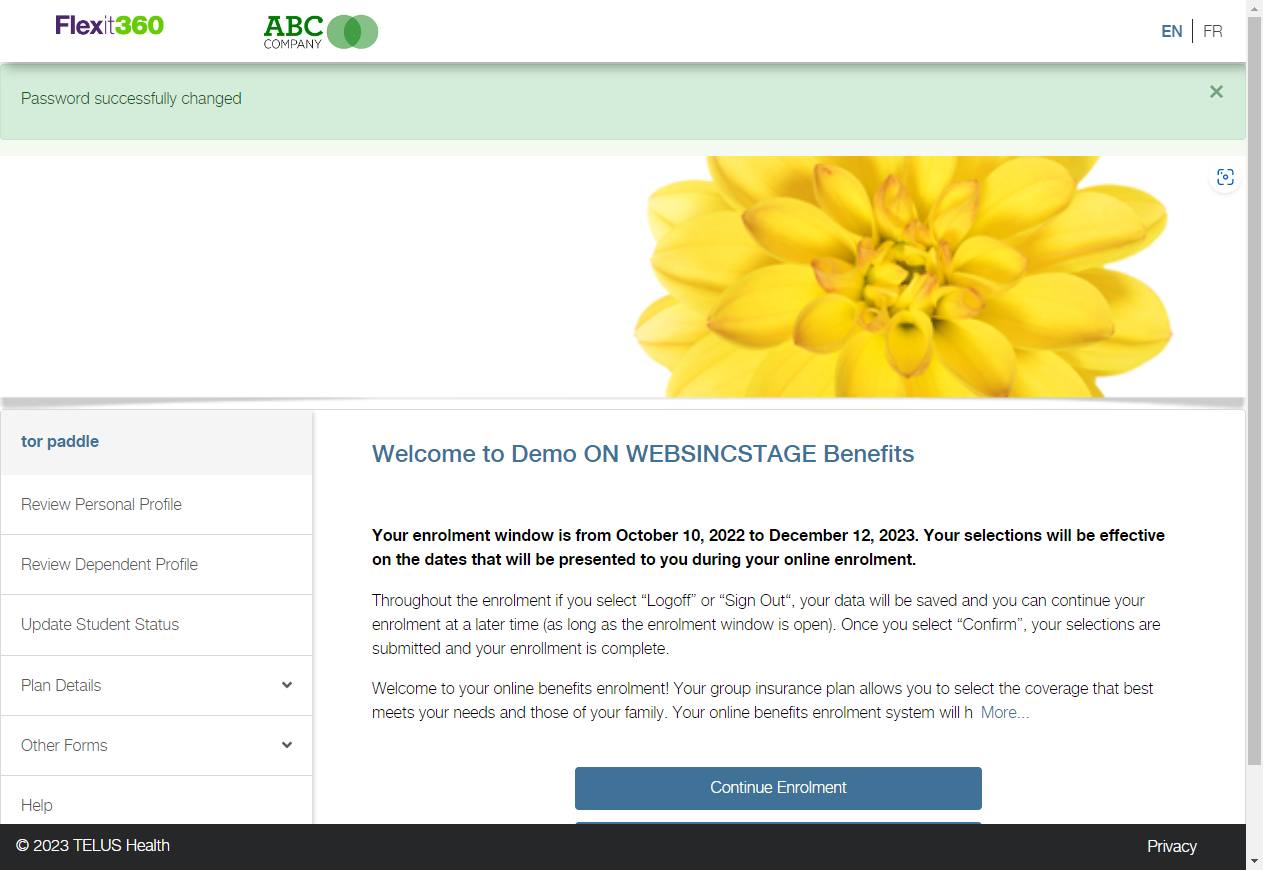 Flexit360
ABC
COMPANY
EN FR
Password successfully changed
×
tor paddle
Review Personal Profile
Review Dependent Profile
Update Student Status
Plan Details
Other Forms
Help
Welcome to Demo ON WEBSINCSTAGE Benefits
Your enrolment window is from October 10, 2022 to December 12, 2023. Your selections will be effective
on the dates that will be presented to you during your online enrolment.
Throughout the enrolment if you select “Logoff” or “Sign Out“, your data will be saved and you can continue your
enrolment at a later time (as long as the enrolment window is open). Once you select “Confirm”, your selections are
submitted and your enrollment is complete.
Welcome to your online benefits enrolment! Your group insurance plan allows you to select the coverage that best
meets your needs and those of your family. Your online benefits enrolment system will h More...
Continue Enrolment
© 2023 TELUS Health
Privacy